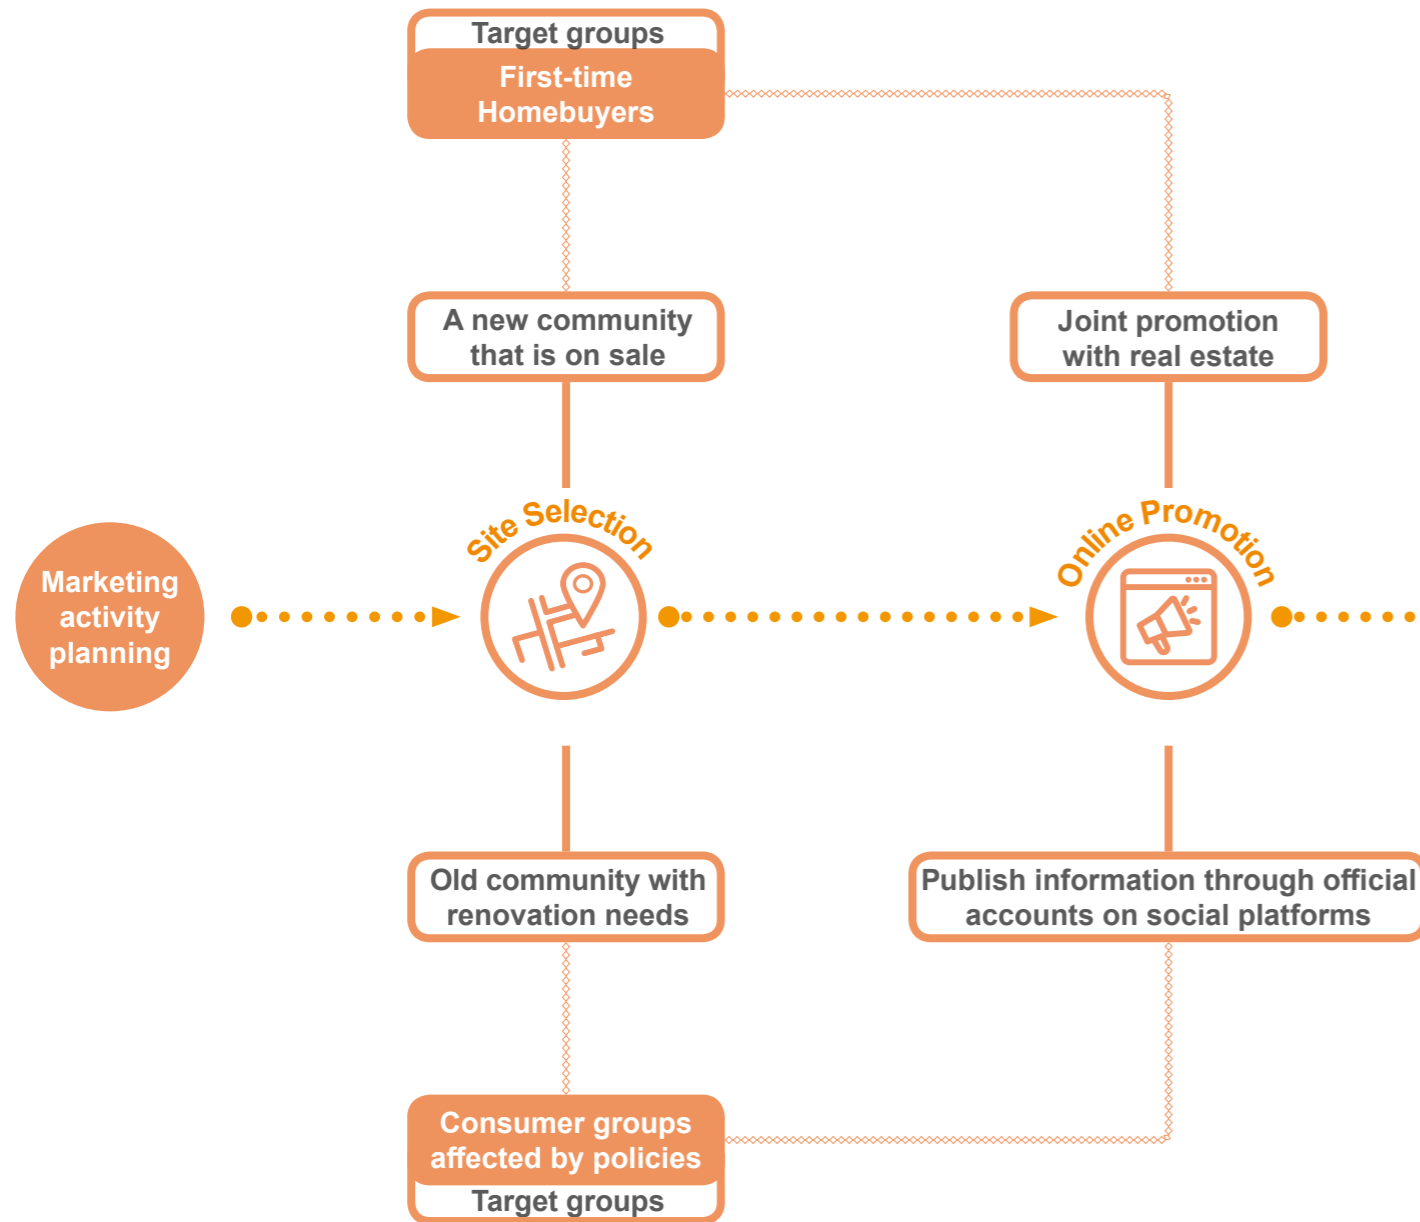 Target groups
First-time
Homebuyers
A new community
that is on sale
Joint promotion
with real estate
Site Selection
Online Promotion
Marketing
activity
planning
Old community with
renovation needs
Publish information through official
accounts on social platforms
Consumer groups
affected by policies
Target groups